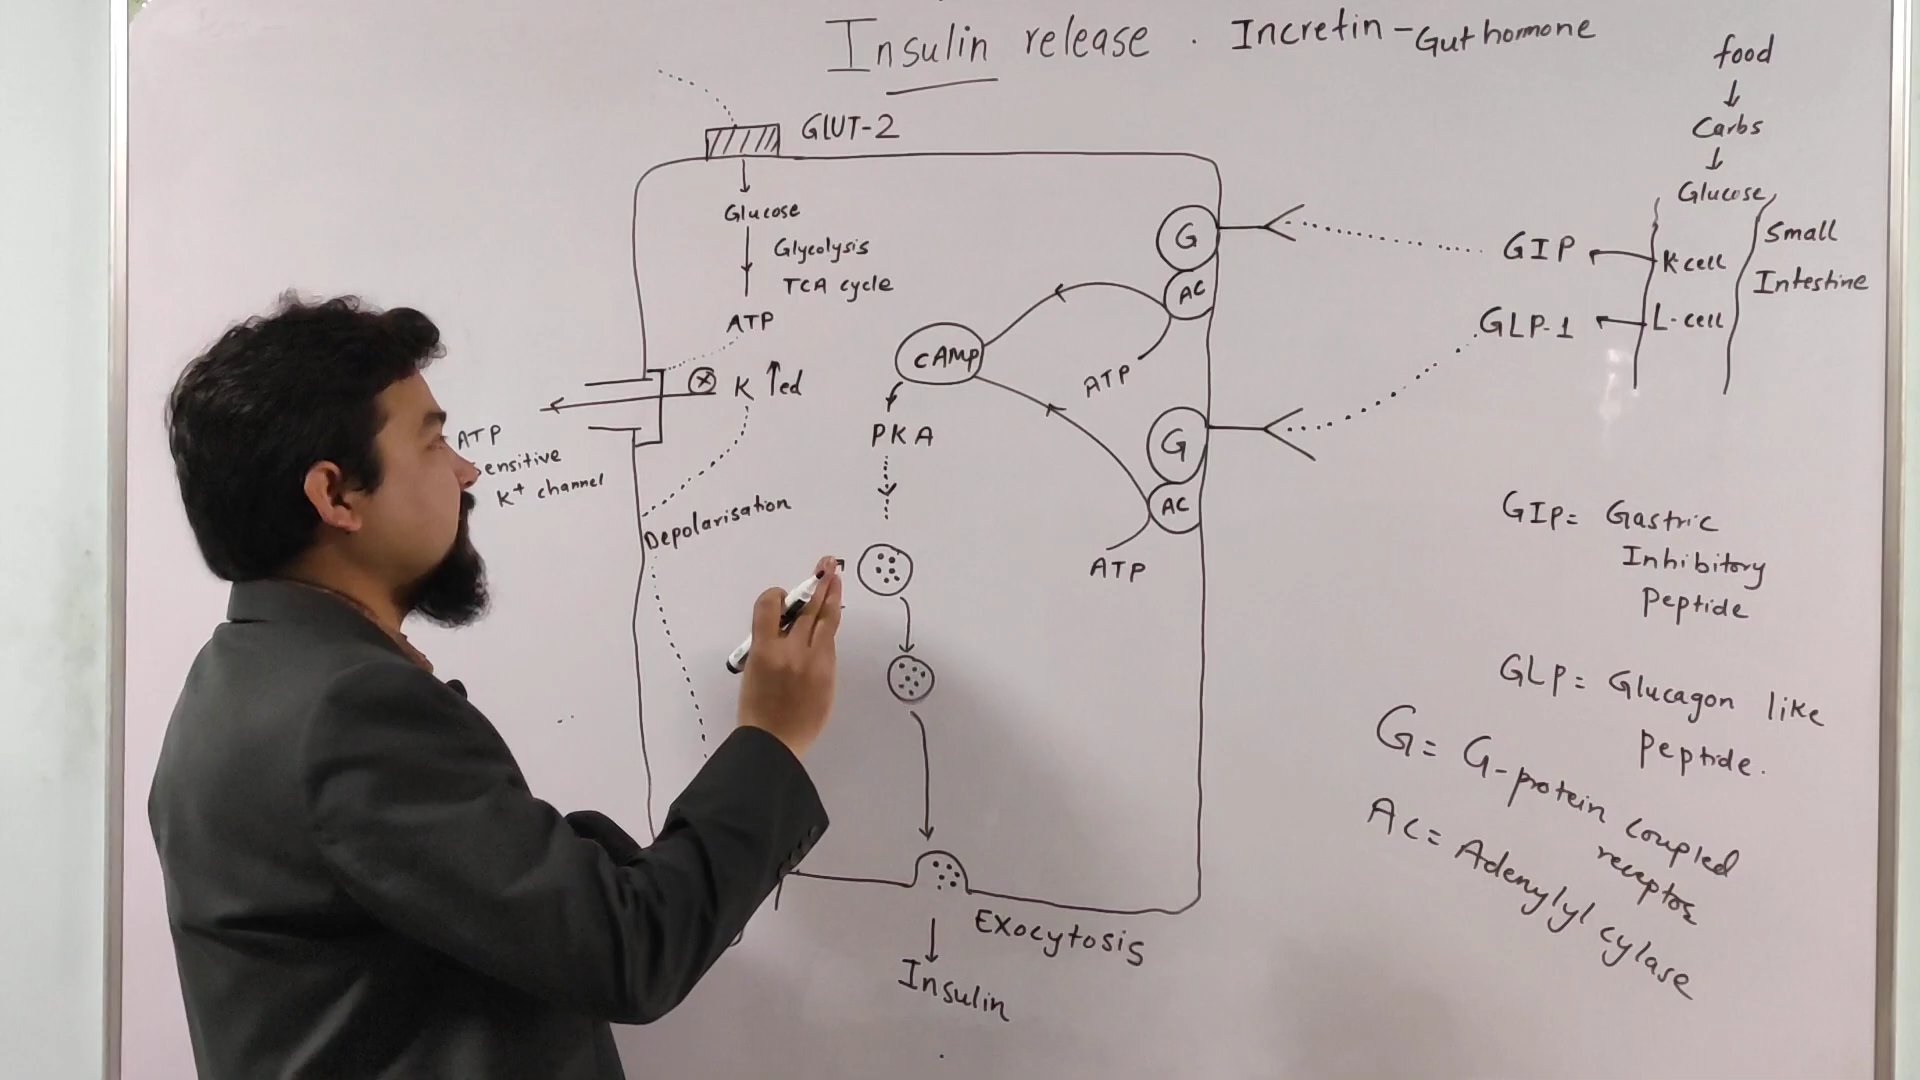 Insulin release . Incretin - Gut hormone
food
Carbs
Glucose
Small
Intestine
K-cell
L-cell
GIP
GLP-1
GLUT-2
Glucose
Glycolysis
TCA cycle
ATP
K ↑ed
ATP
sensitive
K+ channel
Depolarisation
G
AC
ATP
cAMP
PKA
G
AC
ATP
Exocytosis
Insulin
GIP = Gastric
Inhibitory
Peptide
GLP = Glucagon like
Peptide.
G = G-protein coupled
receptor
AC = Adenylyl cylase